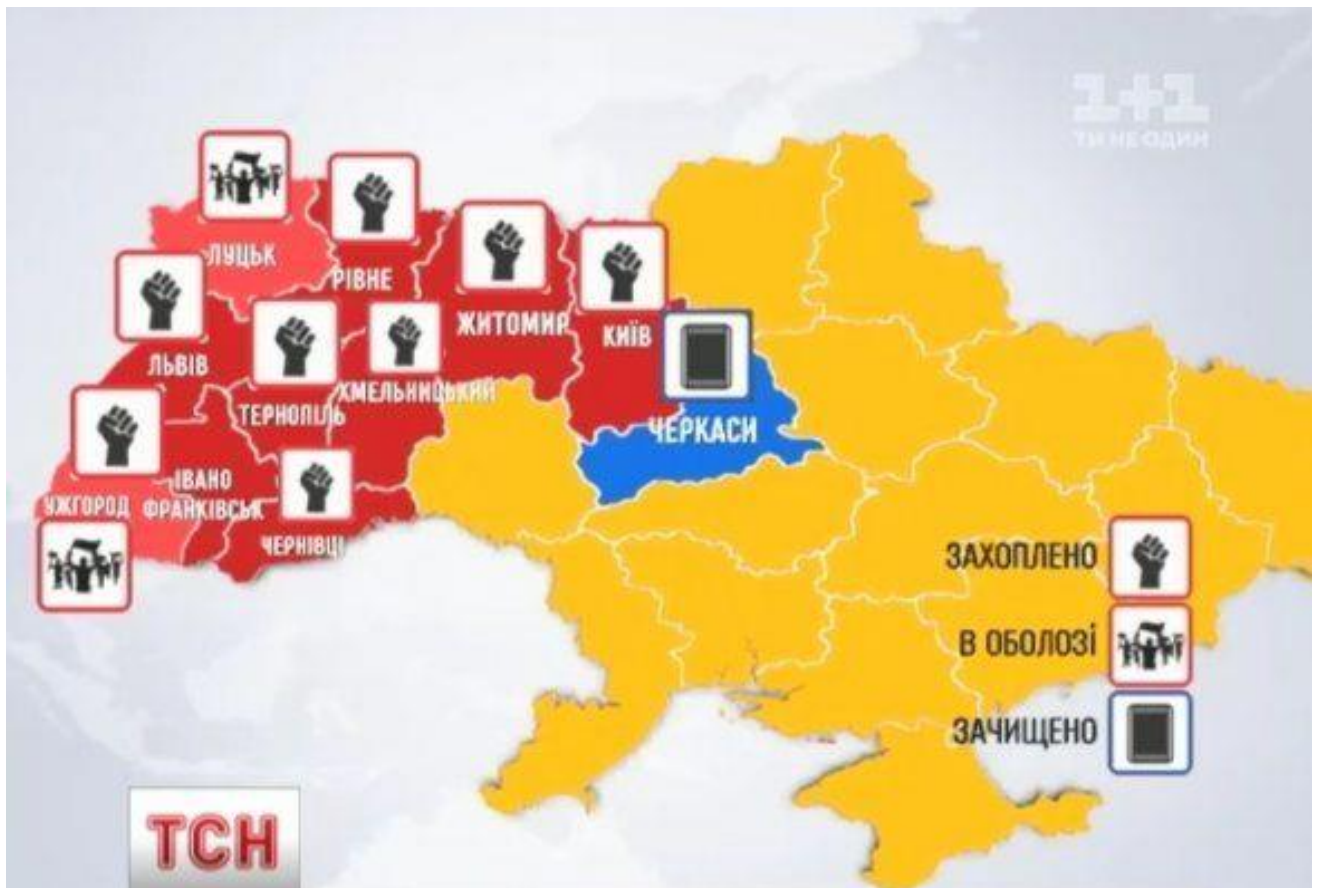 1+1
ТИ НЕ ОДИН
ЛУЦЬК
РІВНЕ
ЖИТОМИР
КИЇВ
ЛЬВІВ
ТЕРНОПІЛЬ
ХМЕЛЬНИЦЬКИЙ
ЧЕРКАСИ
УЖГОРОД
ІВАНО
ФРАНКІВСЬК
ЧЕРНІВЦІ
ЗАХОПЛЕНО
В ОБОЛОЗІ
ЗАЧИЩЕНО
ТСН